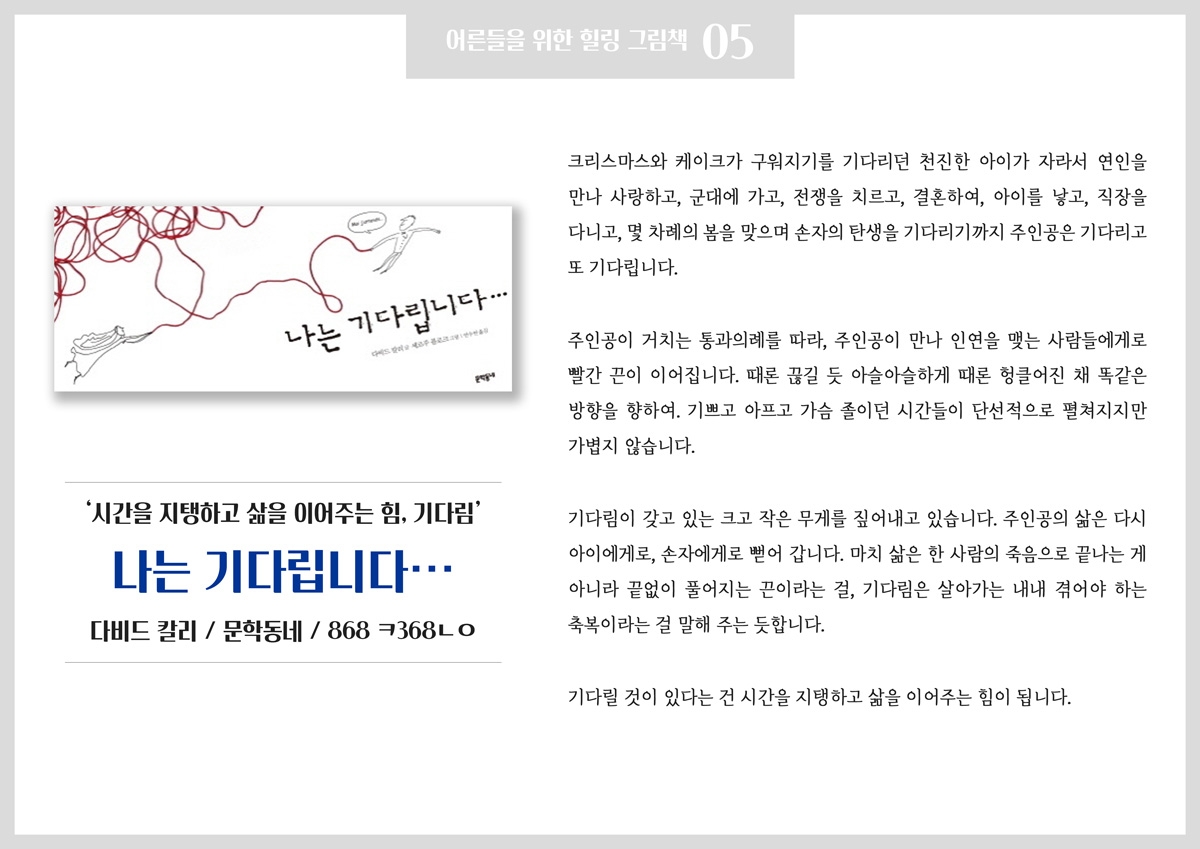 어른들을 위한 힐링 그림책 05
나는 기다립니다…
다비드 칼리 글 세르주 블로크 그림 | 안수연 옮김
문학동네
‘시간을 지탱하고 삶을 이어주는 힘, 기다림’
나는 기다립니다…
다비드 칼리 / 문학동네 / 868 ㅋ368ㄴㅇ
크리스마스와 케이크가 구워지기를 기다리던 천진한 아이가 자라서 연인을
만나 사랑하고, 군대에 가고, 전쟁을 치르고, 결혼하여, 아이를 낳고, 직장을
다니고, 몇 차례의 봄을 맞으며 손자의 탄생을 기다리기까지 주인공은 기다리고
또 기다립니다.
주인공이 거치는 통과의례를 따라, 주인공이 만나 인연을 맺는 사람들에게로
빨간 끈이 이어집니다. 때론 끊길 듯 아슬아슬하게 때론 헝클어진 채 똑같은
방향을 향하여. 기쁘고 아프고 가슴 졸이던 시간들이 단선적으로 펼쳐지지만
가볍지 않습니다.
기다림이 갖고 있는 크고 작은 무게를 짚어내고 있습니다. 주인공의 삶은 다시
아이에게로, 손자에게로 뻗어 갑니다. 마치 삶은 한 사람의 죽음으로 끝나는 게
아니라 끝없이 풀어지는 끈이라는 걸, 기다림은 살아가는 내내 겪어야 하는
축복이라는 걸 말해 주는 듯합니다.
기다릴 것이 있다는 건 시간을 지탱하고 삶을 이어주는 힘이 됩니다.